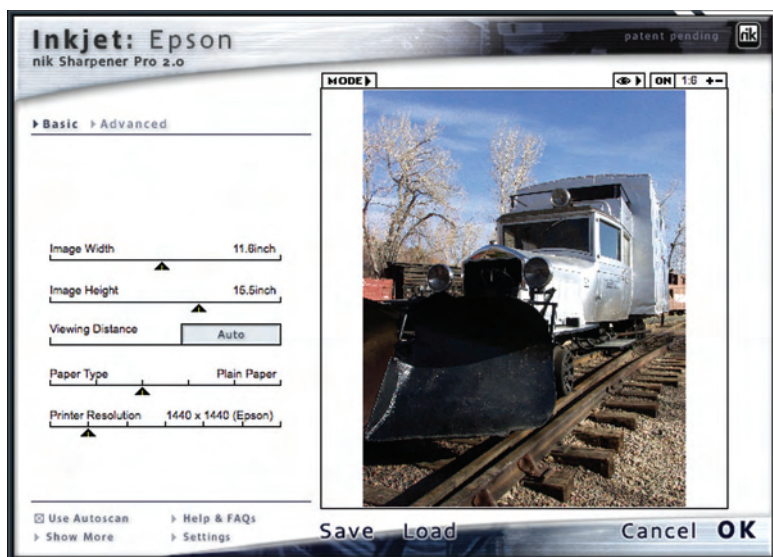 Inkjet: Epson
nik Sharpener Pro 2.0
patent pending
nik
MODE
ON 1:6 +-
Basic Advanced
Image Width 11.6inch
Image Height 15.5inch
Viewing Distance Auto
Paper Type Plain Paper
Printer Resolution 1440 x 1440 (Epson)
Use Autoscan Help & FAQs
Show More Settings
Save Load Cancel OK